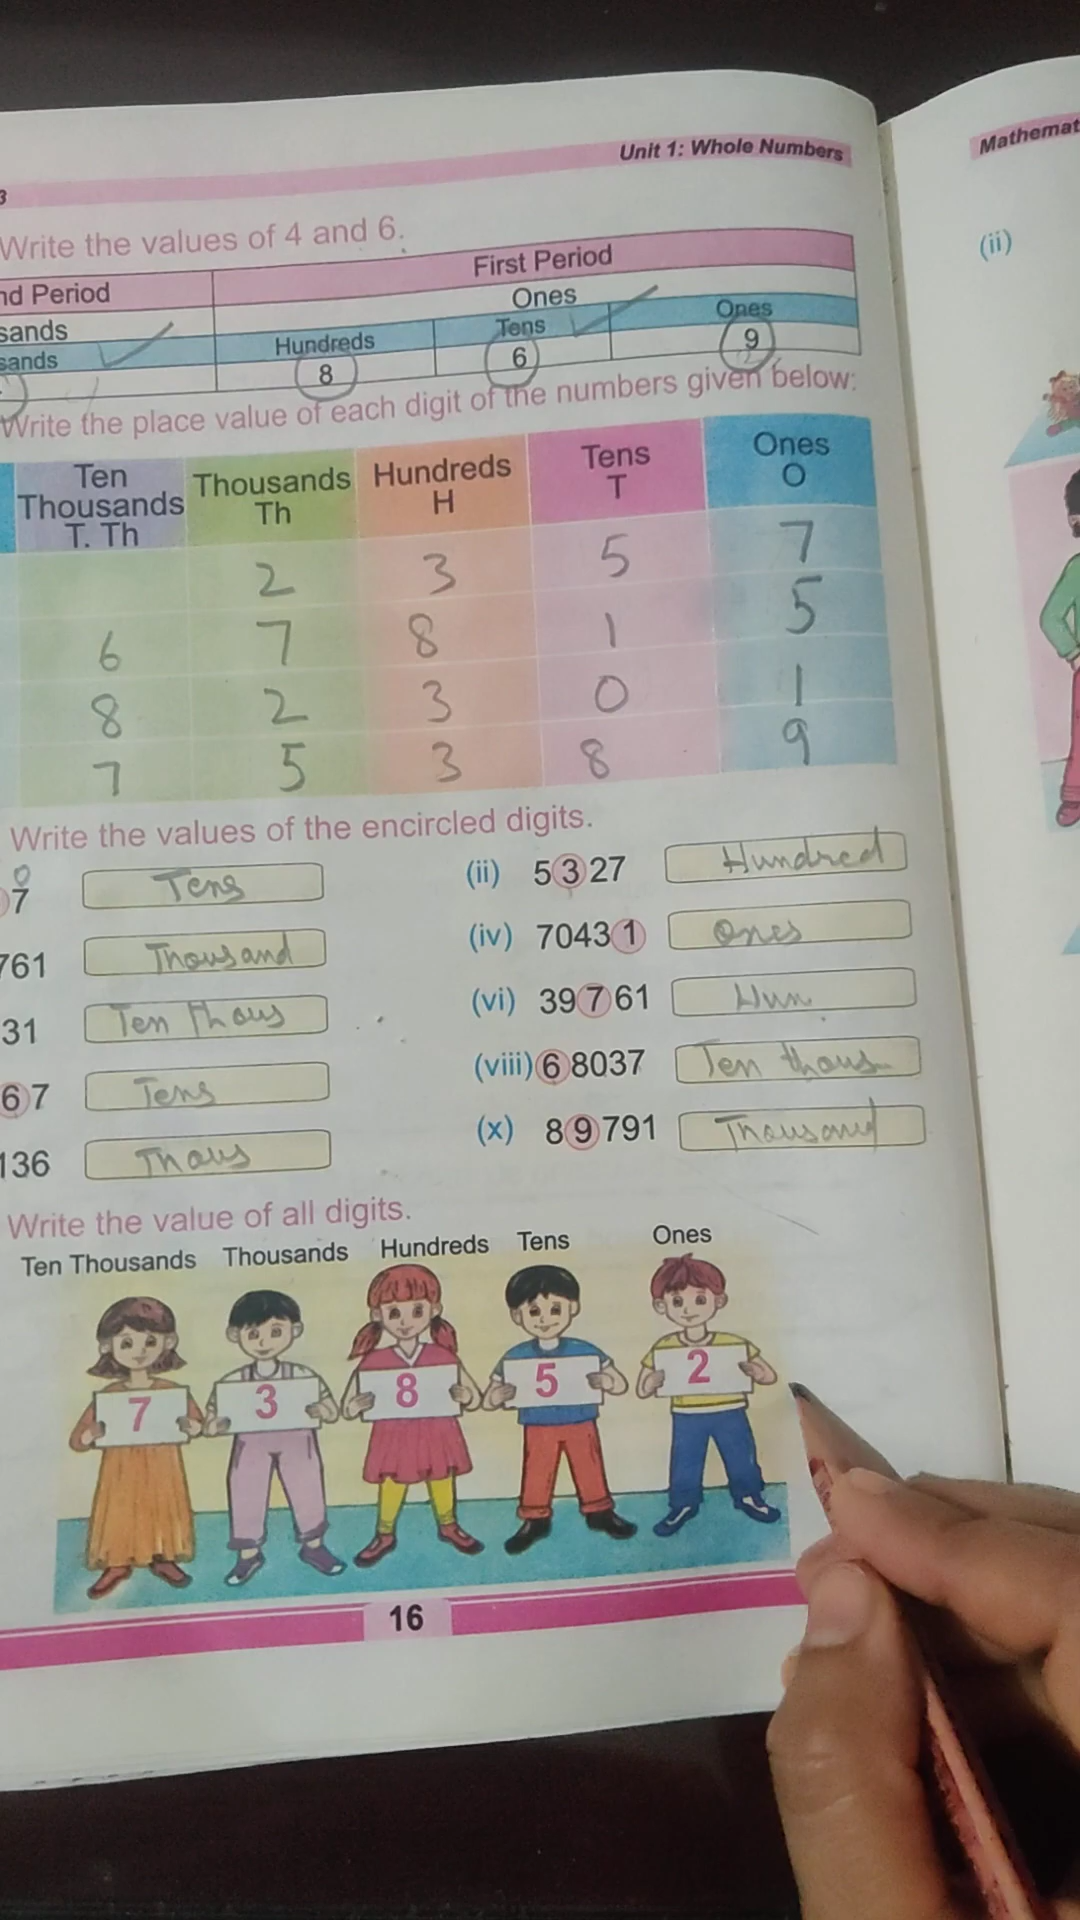 Unit 1: Whole Numbers
Mathemat
3
Write the values of 4 and 6.
(ii)
nd Period First Period
sands Ones
sands Hundreds Tens Ones
8 6 9
Write the place value of each digit of the numbers given below:
Ten Thousands T. Th Thousands Th Hundreds H Tens T Ones O
2 3 5 7
6 7 8 1 5
8 2 3 0 1
7 5 3 8 9
Write the values of the encircled digits.
7 Tens (ii) 5327 Hundred
761 Thousand (iv) 70431 Ones
31 Ten Thous (vi) 39761 Hun
67 Tens (viii) 68037 Ten thous
136 Thous (x) 89791 Thousand
Write the value of all digits.
Ten Thousands Thousands Hundreds Tens Ones
7 3 8 5 2
16